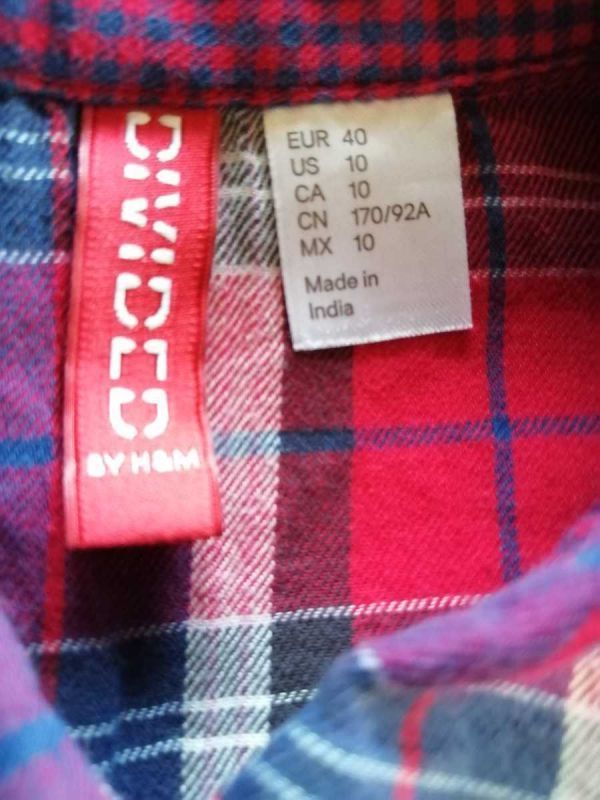 DIVIDED
BY H&M
EUR 40
US 10
CA 10
CN 170/92A
MX 10
Made in
India